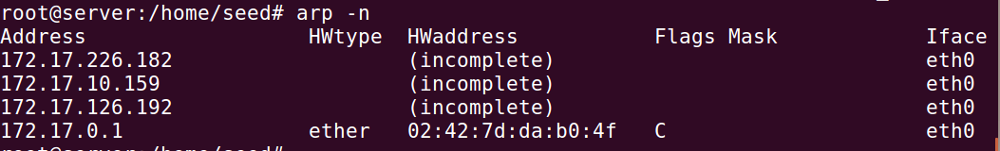 root@server:/home/seed# arp -n
Address                  HWtype  HWaddress           Flags Mask            Iface
172.17.226.182                   (incomplete)                              eth0
172.17.10.159                    (incomplete)                              eth0
172.17.126.192                   (incomplete)                              eth0
172.17.0.1               ether   02:42:7d:da:b0:4f   C                     eth0
root@server:/home/seed#